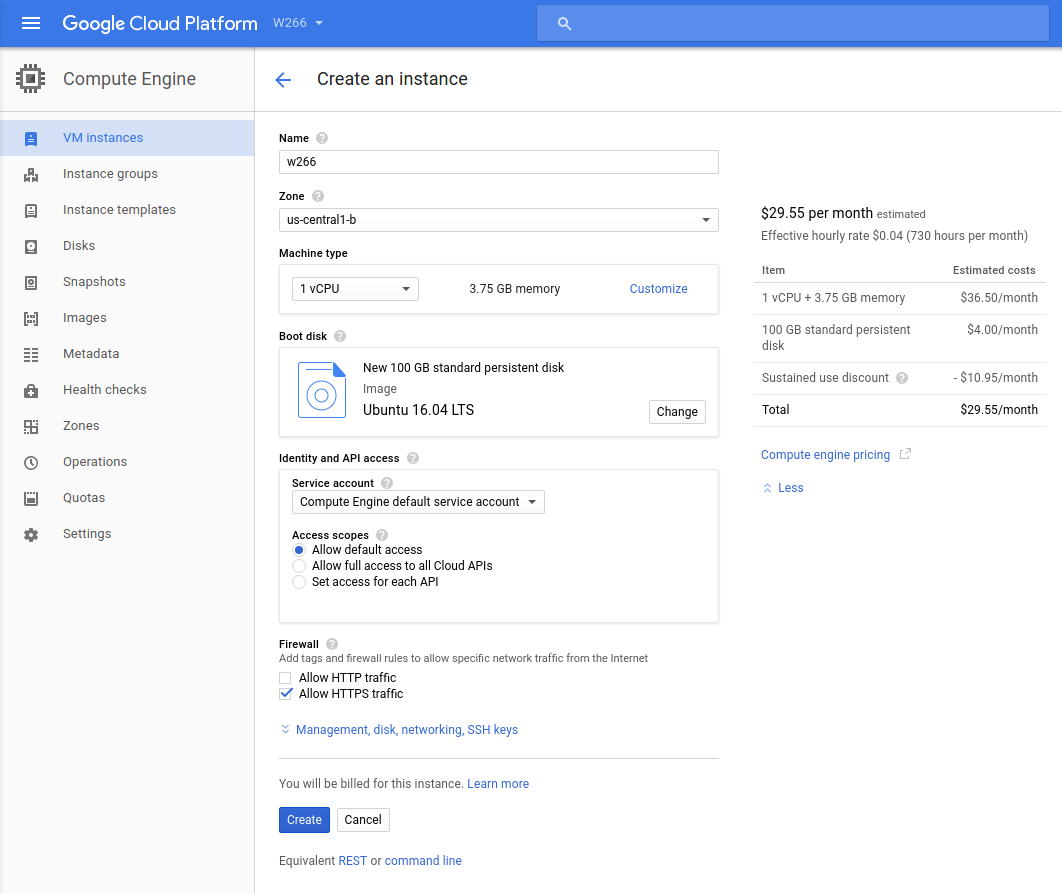 Google Cloud Platform W266
Compute Engine
Create an instance
VM instances
Instance groups
Instance templates
Disks
Snapshots
Images
Metadata
Health checks
Zones
Operations
Quotas
Settings
Name ?
w266
Zone ?
us-central1-b
Machine type
1 vCPU 3.75 GB memory Customize
Boot disk ?
New 100 GB standard persistent disk
Image
Ubuntu 16.04 LTS
Change
Identity and API access ?
Service account ?
Compute Engine default service account
Access scopes ?
Allow default access
Allow full access to all Cloud APIs
Set access for each API
Firewall ?
Add tags and firewall rules to allow specific network traffic from the Internet
Allow HTTP traffic
Allow HTTPS traffic
Management, disk, networking, SSH keys
You will be billed for this instance. Learn more
Create Cancel
Equivalent REST or command line
$29.55 per month estimated
Effective hourly rate $0.04 (730 hours per month)
Item Estimated costs
1 vCPU + 3.75 GB memory $36.50/month
100 GB standard persistent $4.00/month
disk
Sustained use discount ? - $10.95/month
Total $29.55/month
Compute engine pricing
Less